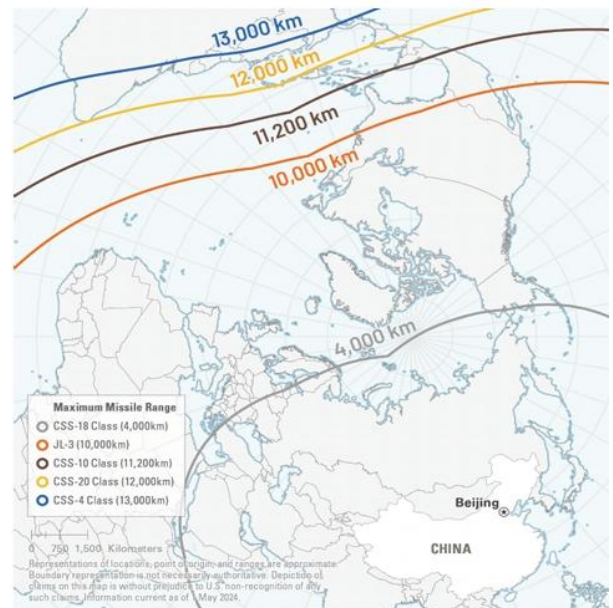 13,000 km
12,000 km
11,200 km
10,000 km
4,000 km
Maximum Missile Range
CSS-18 Class (4,000km)
JL-3 (10,000km)
CSS-10 Class (11,200km)
CSS-20 Class (12,000km)
CSS-4 Class (13,000km)
Beijing
CHINA
0 750 1,500 Kilometers
Representations of locations, point of origin, and ranges are approximate.
Boundary representation is not necessarily authoritative. Depiction of
claims on this map is without prejudice to U.S. non-recognition of any
such claims. Information current as of 1 May 2024.